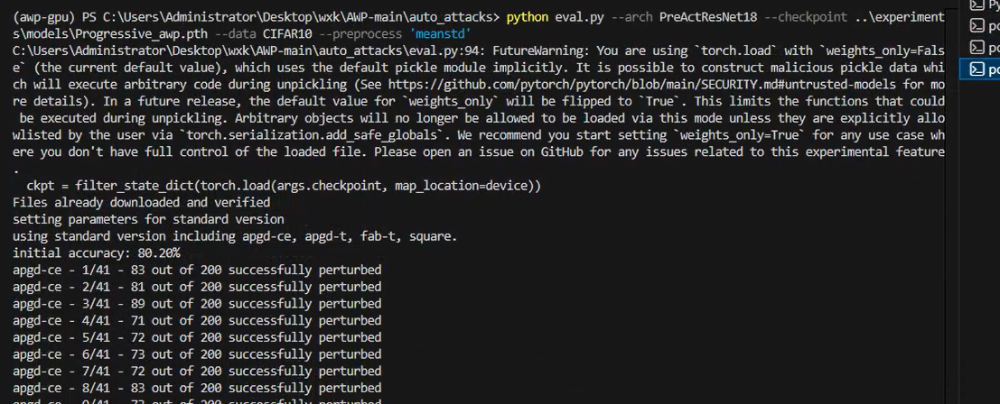 (awp-gpu) PS C:\Users\Administrator\Desktop\wxk\AWP-main\auto_attacks> python eval.py --arch PreActResNet18 --checkpoint ..\experiment
s\models\Progressive_awp.pth --data CIFAR10 --preprocess 'meanstd'
C:\Users\Administrator\Desktop\wxk\AWP-main\auto_attacks\eval.py:94: FutureWarning: You are using `torch.load` with `weights_only=Fals
e` (the current default value), which uses the default pickle module implicitly. It is possible to construct malicious pickle data whi
ch will execute arbitrary code during unpickling (See https://github.com/pytorch/pytorch/blob/main/SECURITY.md#untrusted-models for mo
re details). In a future release, the default value for `weights_only` will be flipped to `True`. This limits the functions that could
 be executed during unpickling. Arbitrary objects will no longer be allowed to be loaded via this mode unless they are explicitly allo
wlisted by the user via `torch.serialization.add_safe_globals`. We recommend you start setting `weights_only=True` for any use case wh
ere you don't have full control of the loaded file. Please open an issue on GitHub for any issues related to this experimental feature
.
  ckpt = filter_state_dict(torch.load(args.checkpoint, map_location=device))
Files already downloaded and verified
setting parameters for standard version
using standard version including apgd-ce, apgd-t, fab-t, square.
initial accuracy: 80.20%
apgd-ce - 1/41 - 83 out of 200 successfully perturbed
apgd-ce - 2/41 - 81 out of 200 successfully perturbed
apgd-ce - 3/41 - 89 out of 200 successfully perturbed
apgd-ce - 4/41 - 71 out of 200 successfully perturbed
apgd-ce - 5/41 - 72 out of 200 successfully perturbed
apgd-ce - 6/41 - 73 out of 200 successfully perturbed
apgd-ce - 7/41 - 72 out of 200 successfully perturbed
apgd-ce - 8/41 - 83 out of 200 successfully perturbed
Py
po
po
po